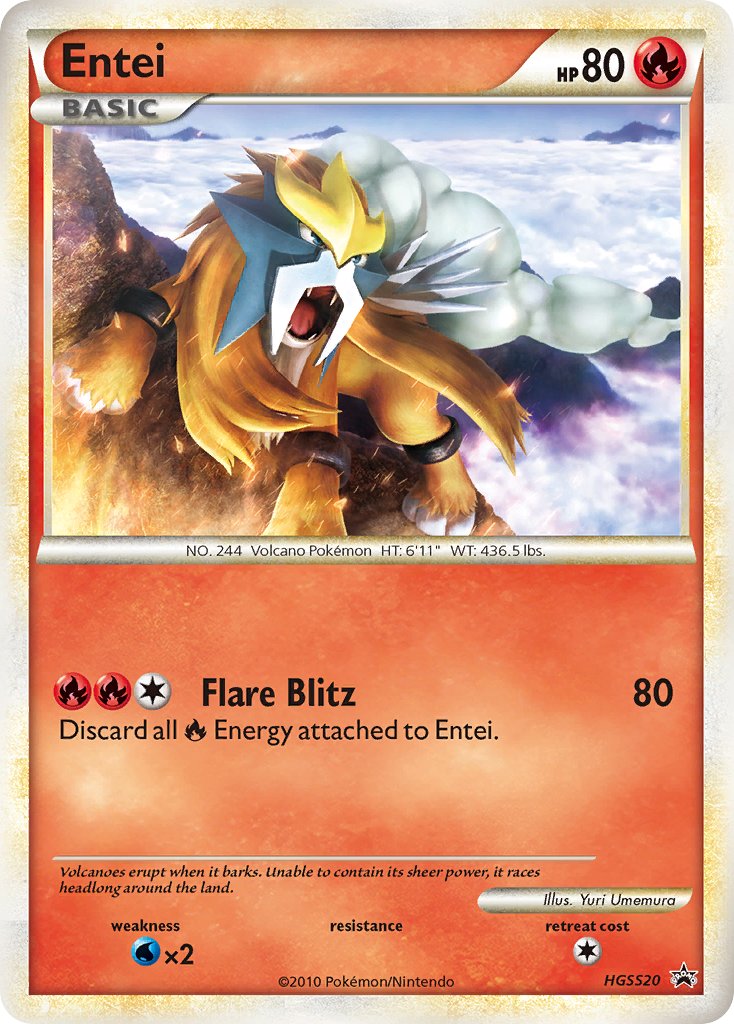 Entei HP 80
BASIC
NO. 244 Volcano Pokémon HT: 6'11" WT: 436.5 lbs.
Flare Blitz 80
Discard all Energy attached to Entei.
Volcanoes erupt when it barks. Unable to contain its sheer power, it races
headlong around the land.
Illus. Yuri Umemura
weakness resistance retreat cost
×2
©2010 Pokémon/Nintendo HGSS20 PROMO